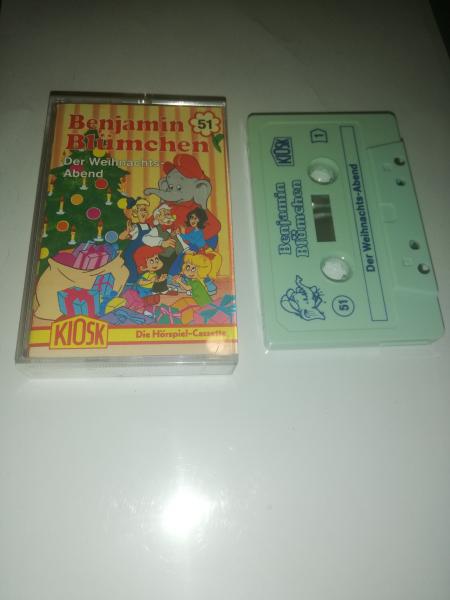 Benjamin
Blümchen
51
Der Weihnachts-
Abend
KIOSK
Die Hörspiel-Cassette
KIOSK
1
Benjamin
Blümchen
Der Weihnachts-Abend
51